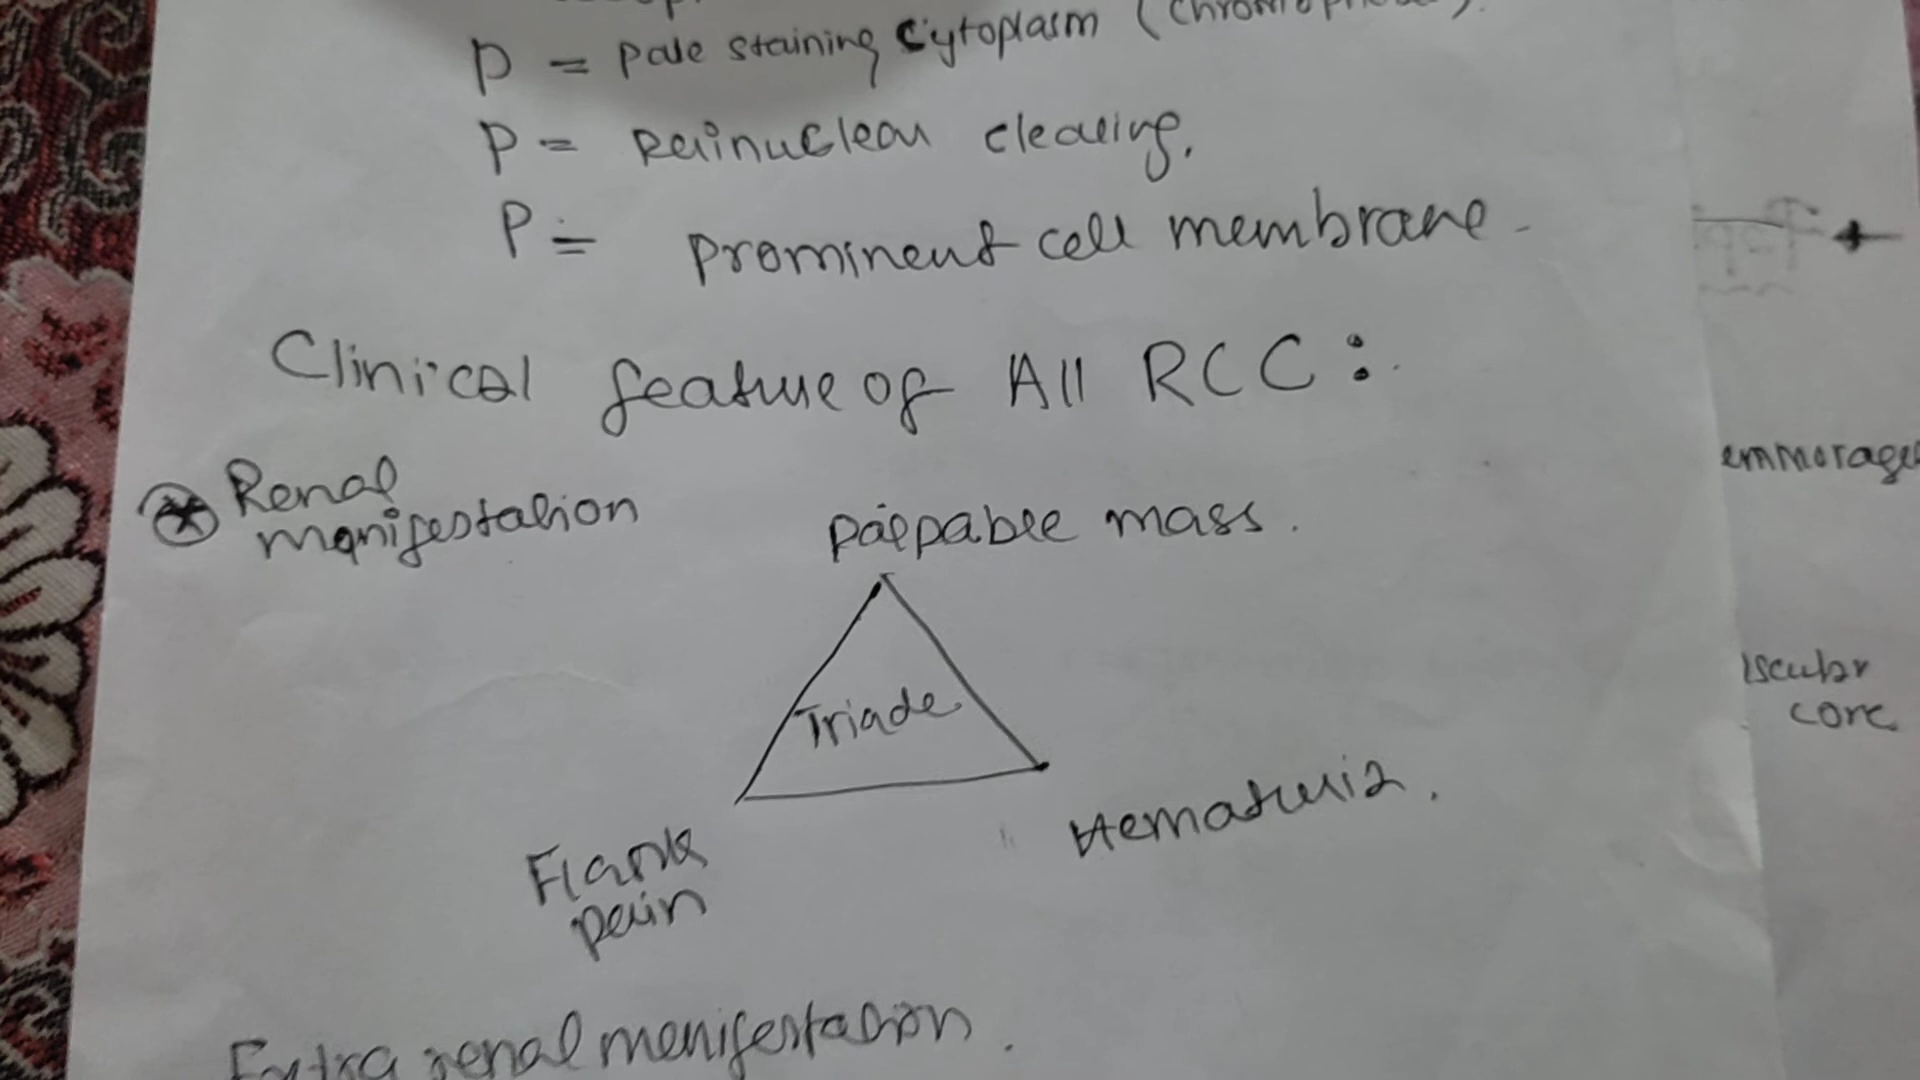 P = pale staining cytoplasm
P = Perinuclear clearing.
P = prominent cell membrane.
Clinical feature of All RCC :
Renal
manifestation
palpable mass.
Triade
Flank
pain
Hematuria.
Extra renal manifestation.
core